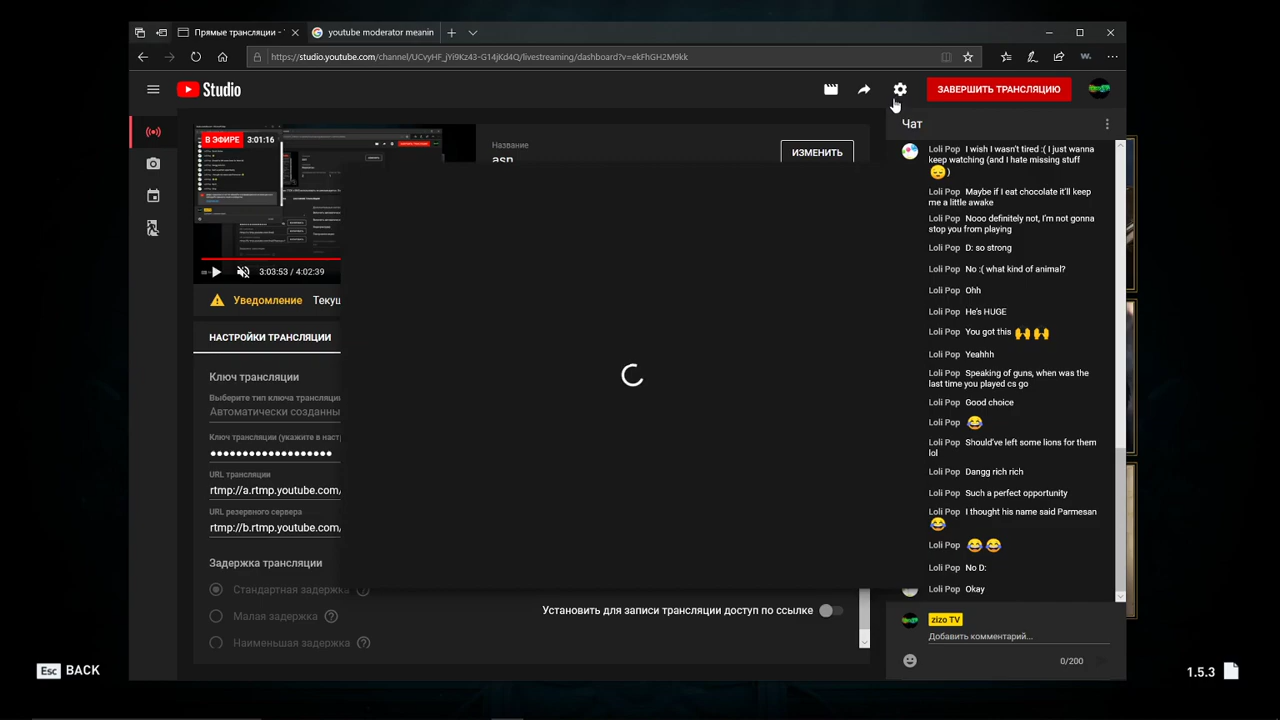 Прямые трансляции -
youtube moderator meanin
https://studio.youtube.com/channel/UCvyHF_jYi9Kz43-G14jKd4Q/livestreaming/dashboard?v=ekFhGH2M9kk
Studio
ЗАВЕРШИТЬ ТРАНСЛЯЦИЮ
Чат
В ЭФИРЕ 3:01:16
Название
asn
ИЗМЕНИТЬ
3:03:53 / 4:02:39
Уведомление Текущ
НАСТРОЙКИ ТРАНСЛЯЦИИ
Ключ трансляции
Выберите тип ключа трансляции
Автоматически созданны
Ключ трансляции (укажите в настр
••••••••••••••••••••
URL трансляции
rtmp://a.rtmp.youtube.com/
URL резервного сервера
rtmp://b.rtmp.youtube.com/
Задержка трансляции
Стандартная задержка
Малая задержка
Наименьшая задержка
Установить для записи трансляции доступ по ссылке
Loli Pop I wish I wasn't tired :( I just wanna
keep watching (and I hate missing stuff
😔)
Loli Pop Maybe if I eat chocolate it'll keep
me a little awake
Loli Pop Nooo definitely not, I'm not gonna
stop you from playing
Loli Pop D: so strong
Loli Pop No :( what kind of animal?
Loli Pop Ohh
Loli Pop He's HUGE
Loli Pop You got this 🙌 🙌
Loli Pop Yeahhh
Loli Pop Speaking of guns, when was the
last time you played cs go
Loli Pop Good choice
Loli Pop 😂
Loli Pop Should've left some lions for them
lol
Loli Pop Dangg rich rich
Loli Pop Such a perfect opportunity
Loli Pop I thought his name said Parmesan
😂
Loli Pop 😂 😂
Loli Pop No D:
Loli Pop Okay
zizo TV
Добавить комментарий...
0/200
Esc BACK
1.5.3